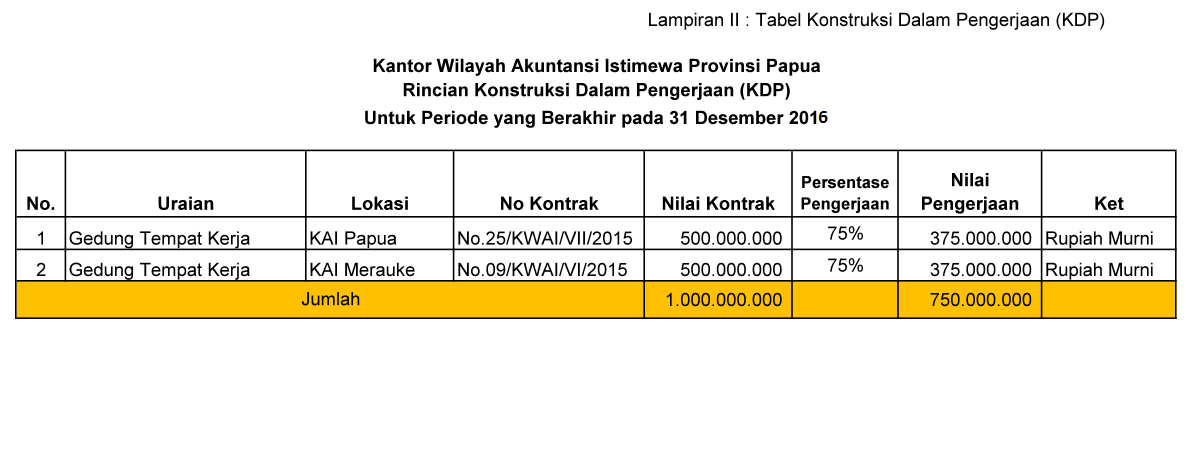 Lampiran II : Tabel Konstruksi Dalam Pengerjaan (KDP)
Kantor Wilayah Akuntansi Istimewa Provinsi Papua
Rincian Konstruksi Dalam Pengerjaan (KDP)
Untuk Periode yang Berakhir pada 31 Desember 2016
No. Uraian Lokasi No Kontrak Nilai Kontrak Persentase Pengerjaan Nilai Pengerjaan Ket
1 Gedung Tempat Kerja KAI Papua No.25/KWAI/VII/2015 500.000.000 75% 375.000.000 Rupiah Murni
2 Gedung Tempat Kerja KAI Merauke No.09/KWAI/VI/2015 500.000.000 75% 375.000.000 Rupiah Murni
Jumlah 1.000.000.000 750.000.000